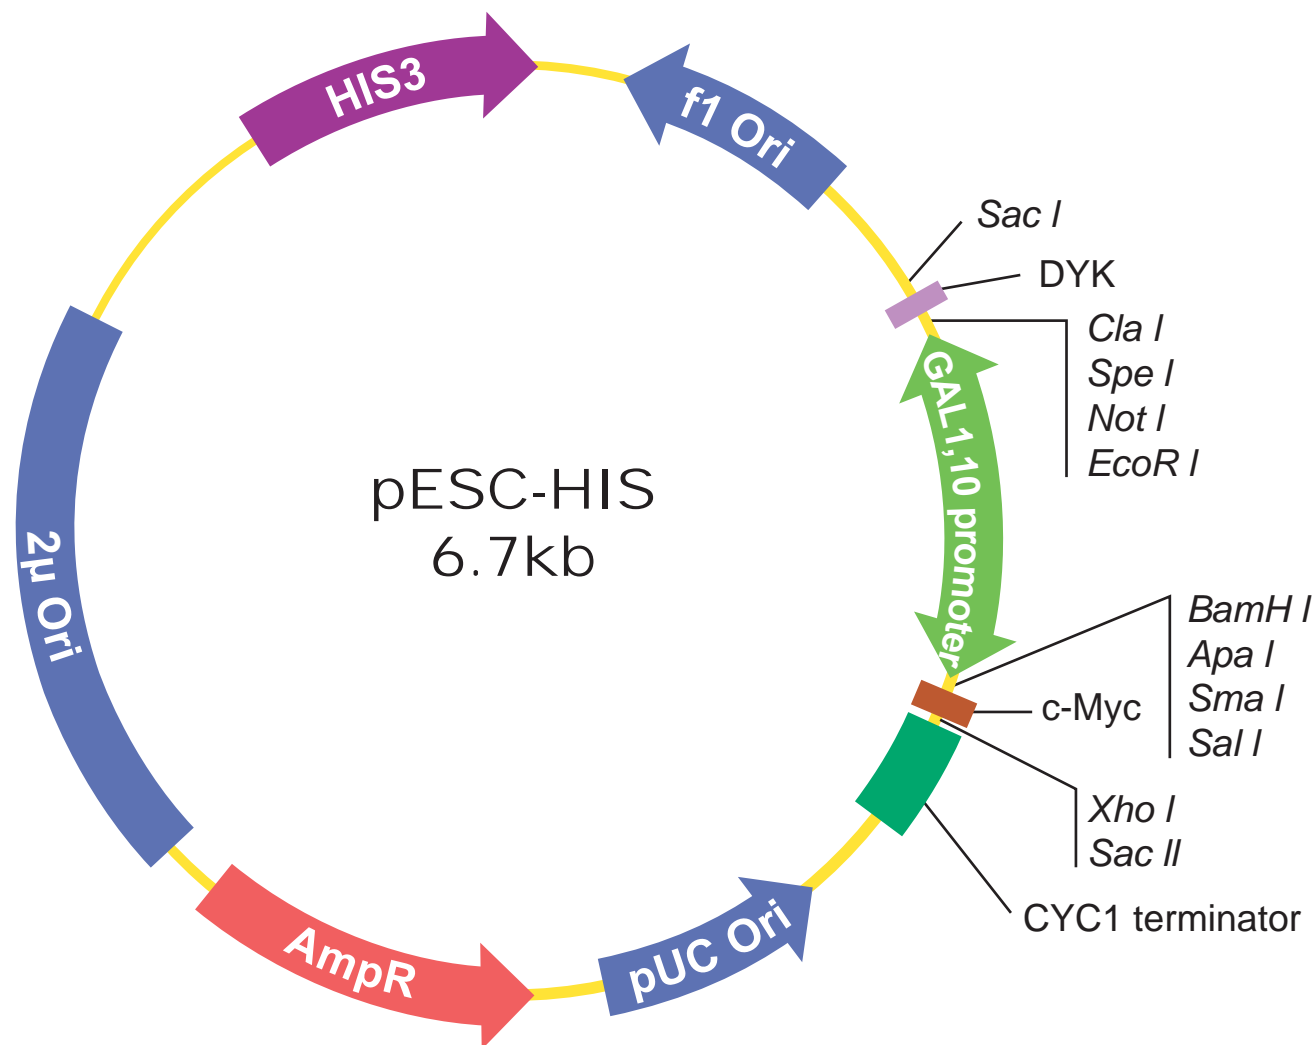 HIS3
f1 Ori
Sac I
DYK
Cla I
Spe I
Not I
EcoR I
GAL1,10 promoter
pESC-HIS
6.7kb
2µ Ori
BamH I
Apa I
Sma I
Sal I
c-Myc
Xho I
Sac II
CYC1 terminator
pUC Ori
AmpR